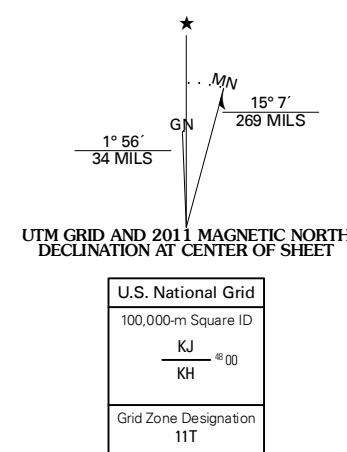 ★
MN
GN
15° 7´
269 MILS
1° 56´
34 MILS
UTM GRID AND 2011 MAGNETIC NORTH
DECLINATION AT CENTER OF SHEET
U.S. National Grid
100,000-m Square ID
KJ
48 00
KH
Grid Zone Designation
11T